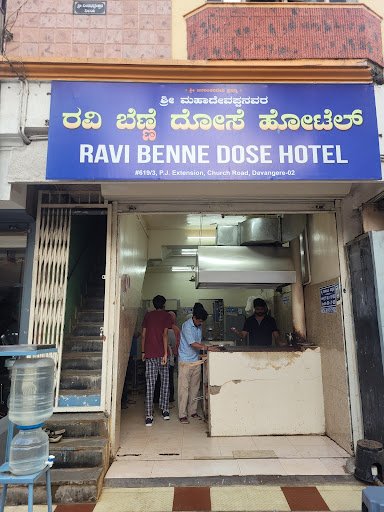 ಶ್ರೀ ಮಹಾದೇವಪ್ಪನವರ
ರವಿ ಬೆಣ್ಣೆ ದೋಸೆ ಹೋಟೆಲ್
RAVI BENNE DOSE HOTEL
#619/3, P.J. Extension, Church Road, Davangere-02